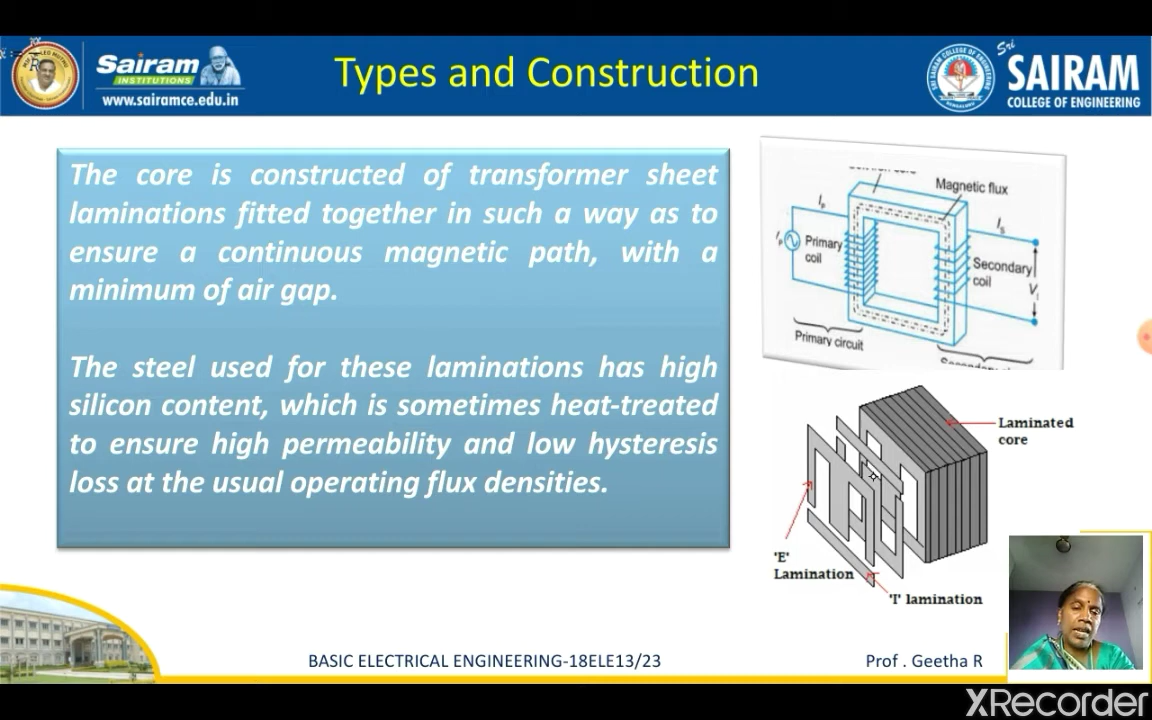 Sairam
INSTITUTIONS
www.sairamce.edu.in
Types and Construction
Sri
SAIRAM
COLLEGE OF ENGINEERING
The core is constructed of transformer sheet
laminations fitted together in such a way as to
ensure a continuous magnetic path, with a
minimum of air gap.
The steel used for these laminations has high
silicon content, which is sometimes heat-treated
to ensure high permeability and low hysteresis
loss at the usual operating flux densities.
Magnetic flux
Ip
Is
Ip
Primary
coil
Secondary
coil
Primary circuit
Laminated
core
'E'
Lamination
'I' lamination
BASIC ELECTRICAL ENGINEERING-18ELE13/23
Prof . Geetha R
XRecorder